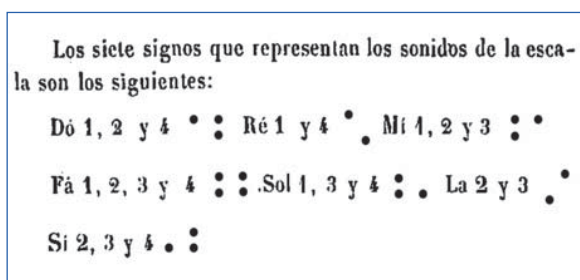 Los siete signos que representan los sonidos de la esca-
la son los siguientes:
Dó 1, 2 y 4 ⠙ Ré 1 y 4 ⠑ Mí 1, 2 y 3 ⠋
Fá 1, 2, 3 y 4 ⠛ .Sol 1, 3 y 4 ⠓ La 2 y 3 ⠊
Si 2, 3 y 4 ⠚